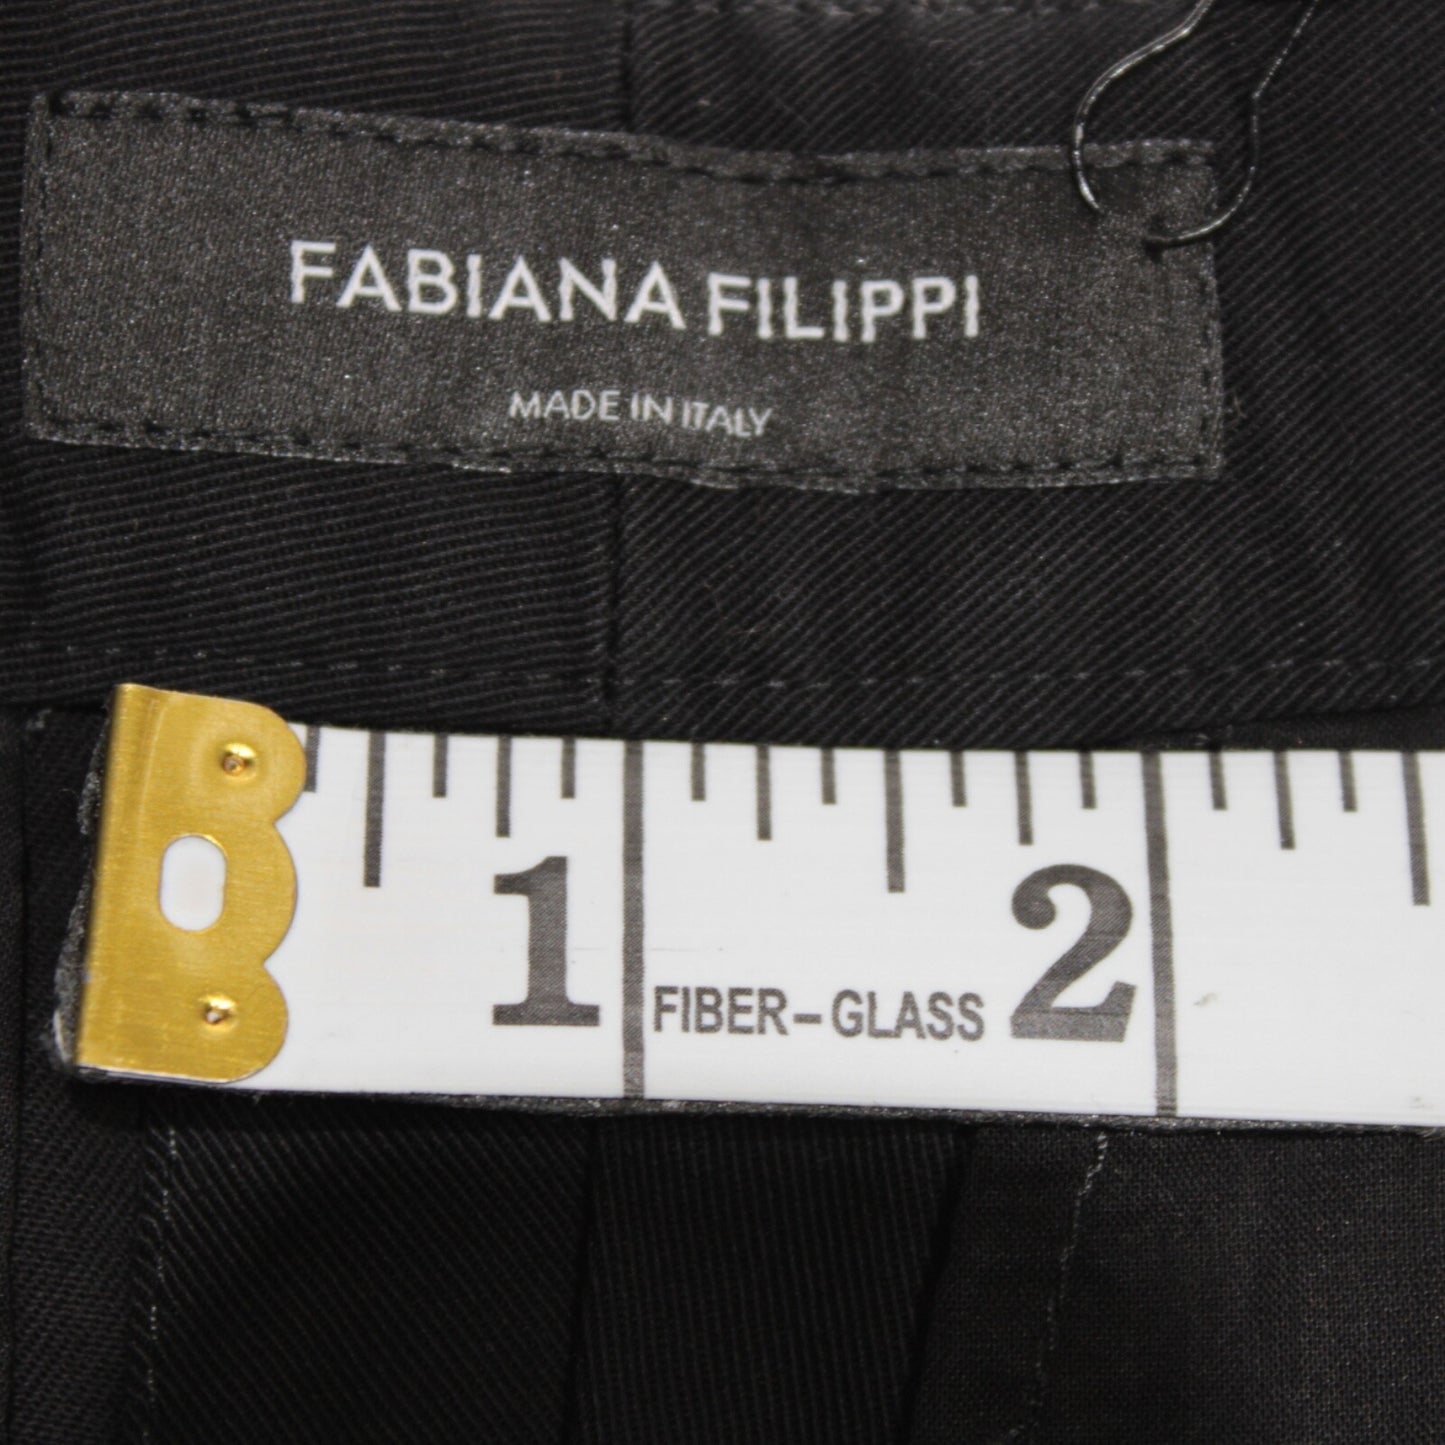 FABIANA FILIPPI
MADE IN ITALY
1 FIBER-GLASS 2